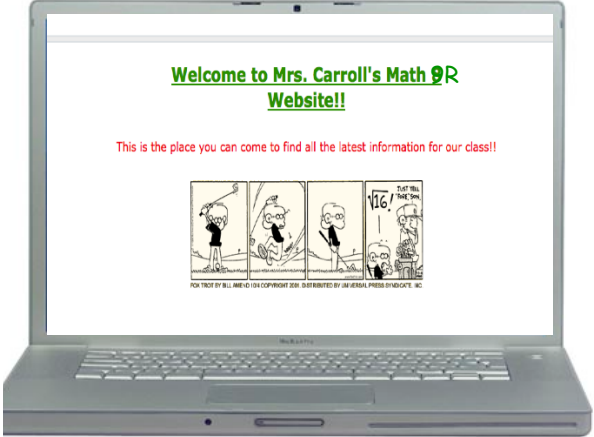 Welcome to Mrs. Carroll's Math 9R
Website!!
This is the place you can come to find all the latest information for our class!!
√16!
JUST YELL
"FORE," SON.
FOX TROT BY BILL AMEND ©COPYRIGHT 2001. DISTRIBUTED BY UNIVERSAL PRESS SYNDICATE, INC.